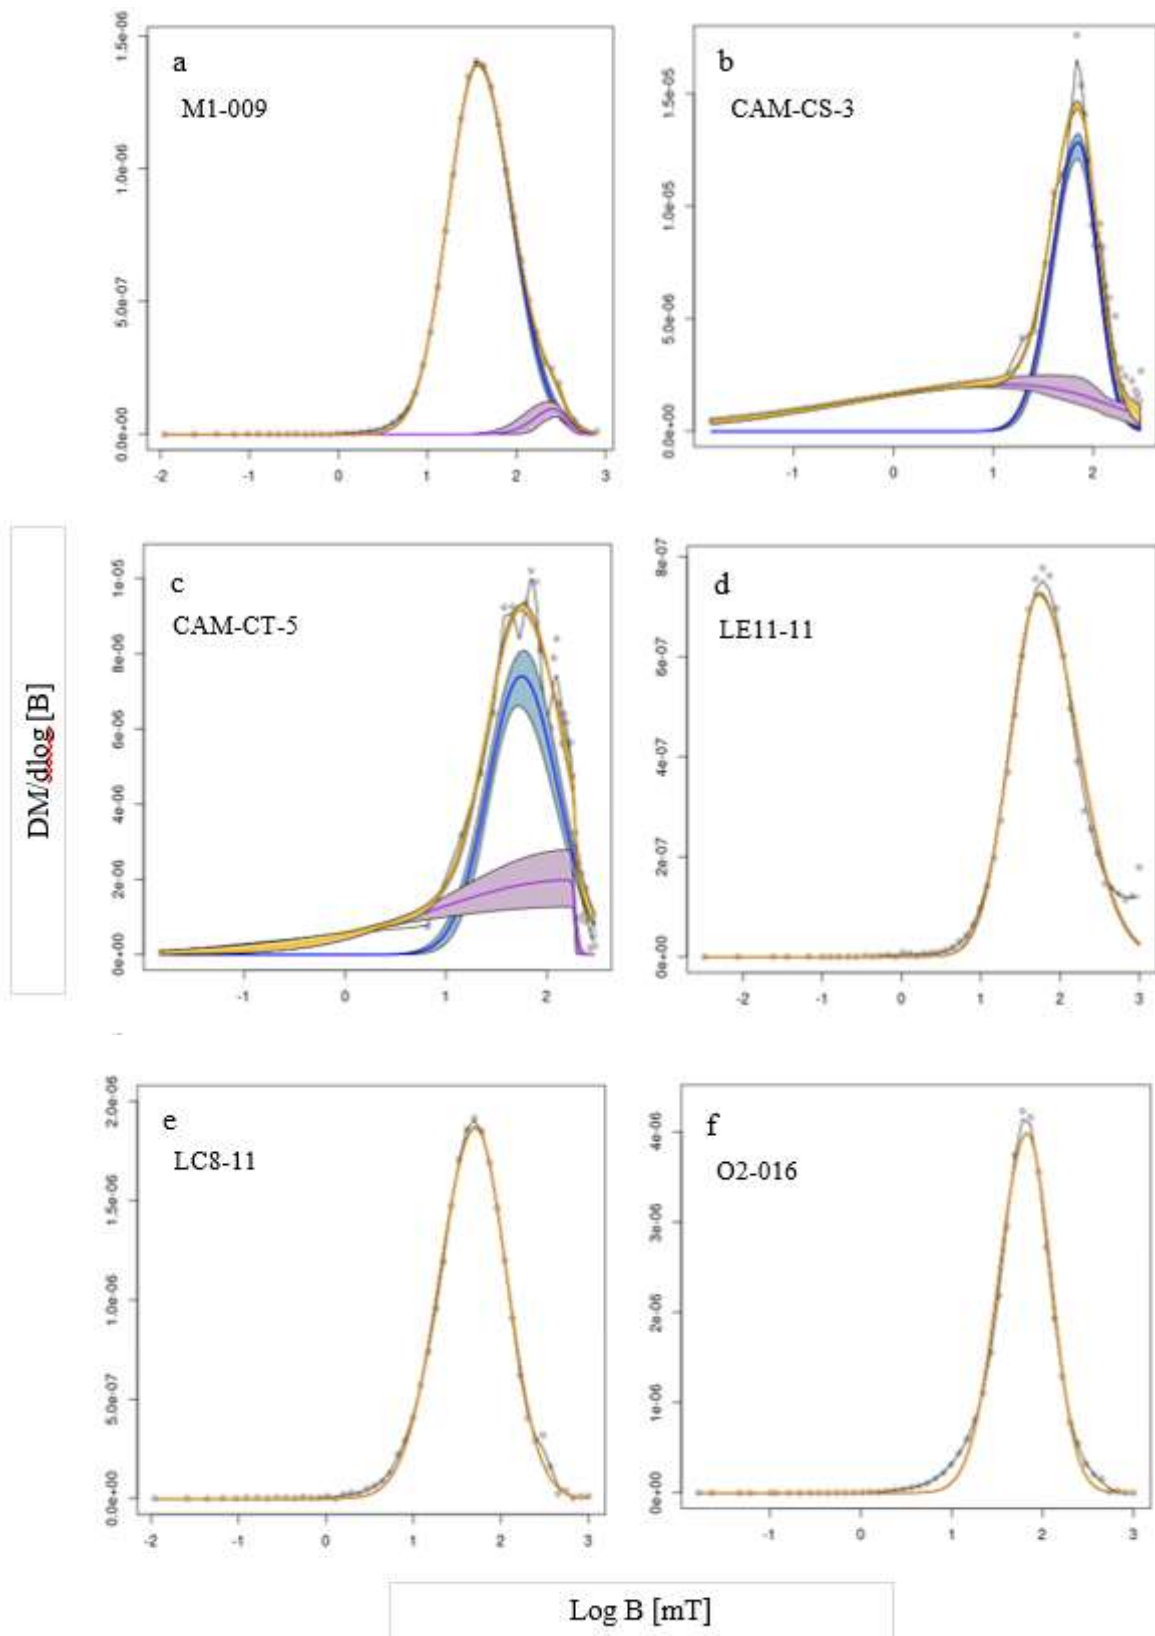 a
M1-009
1.5e-06
1.0e-06
5.0e-07
0.0e+00
-2 -1 0 1 2 3
b
CAM-CS-3
1.5e-05
1.0e-05
5.0e-06
0.0e+00
-1 0 1 2
c
CAM-CT-5
1e-05
8e-06
6e-06
4e-06
2e-06
0e+00
-1 0 1 2
d
LE11-11
8e-07
6e-07
4e-07
2e-07
0e+00
-2 -1 0 1 2 3
DM/dlog [B]
e
LC8-11
2.0e-06
1.5e-06
1.0e-06
5.0e-07
0.0e+00
-2 -1 0 1 2 3
f
O2-016
4e-06
3e-06
2e-06
1e-06
0e+00
-1 0 1 2 3
Log B [mT]